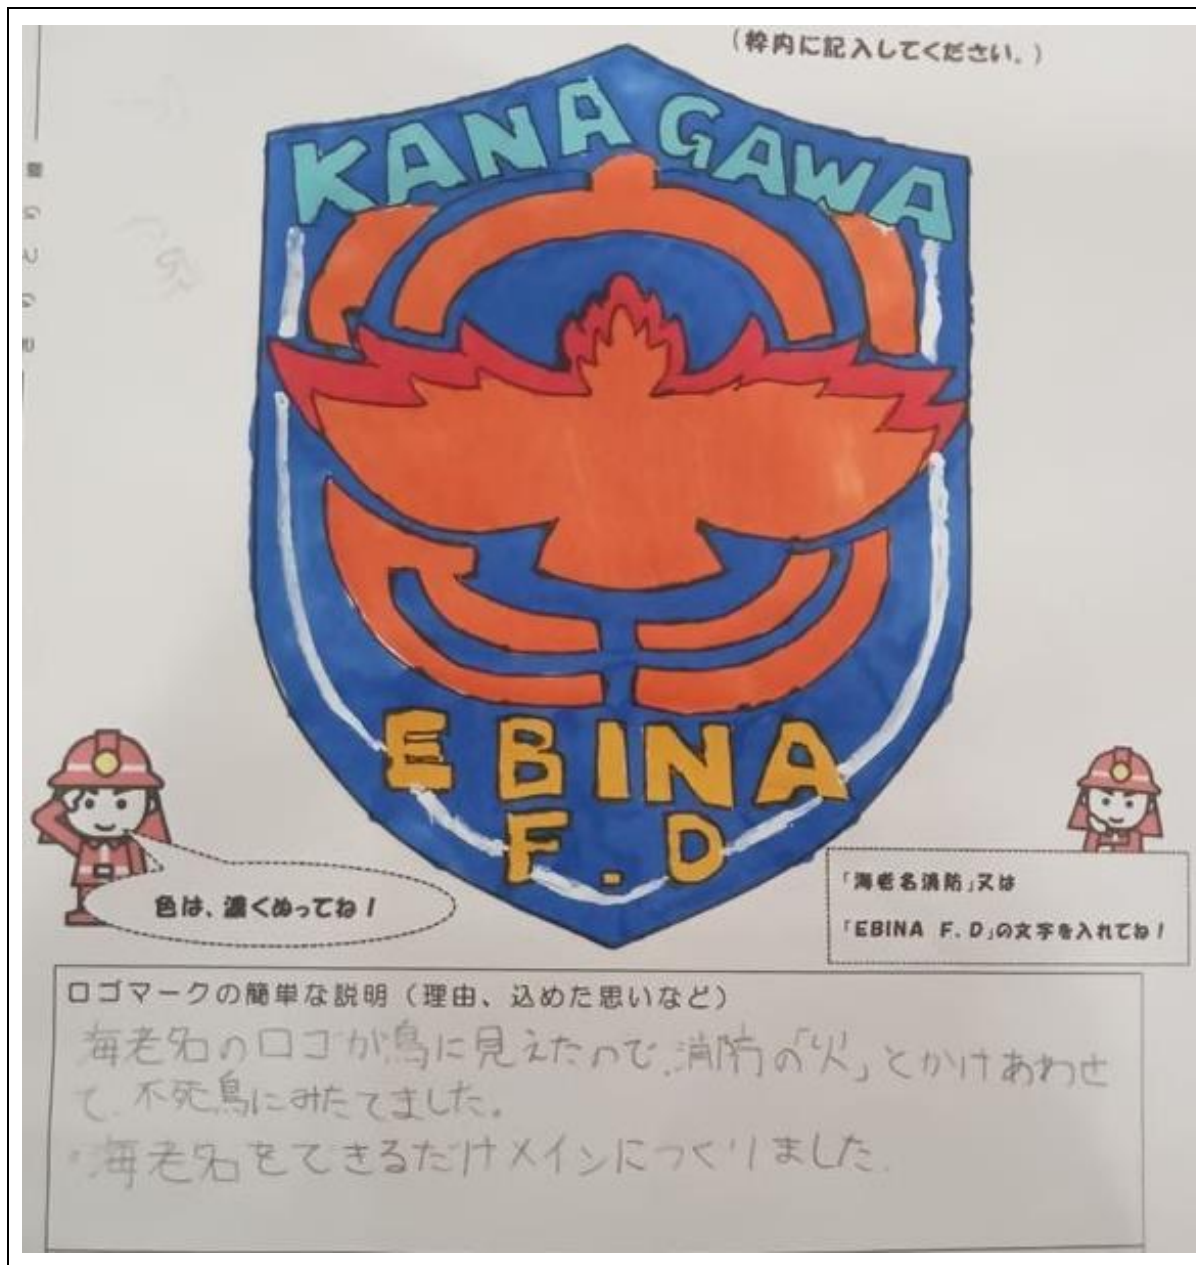 （枠内に記入してください。）
KANAGAWA
EBINA
F.D
色は、濃くぬってね！
「海老名消防」又は
「EBINA F.D」の文字を入れてね！
ロゴマークの簡単な説明（理由、込めた思いなど）
海老名のロゴが鳥に見えたので、消防の「火」とかけあわせ
て、不死鳥にみたてました。
・海老名をできるだけメインにつくりました。